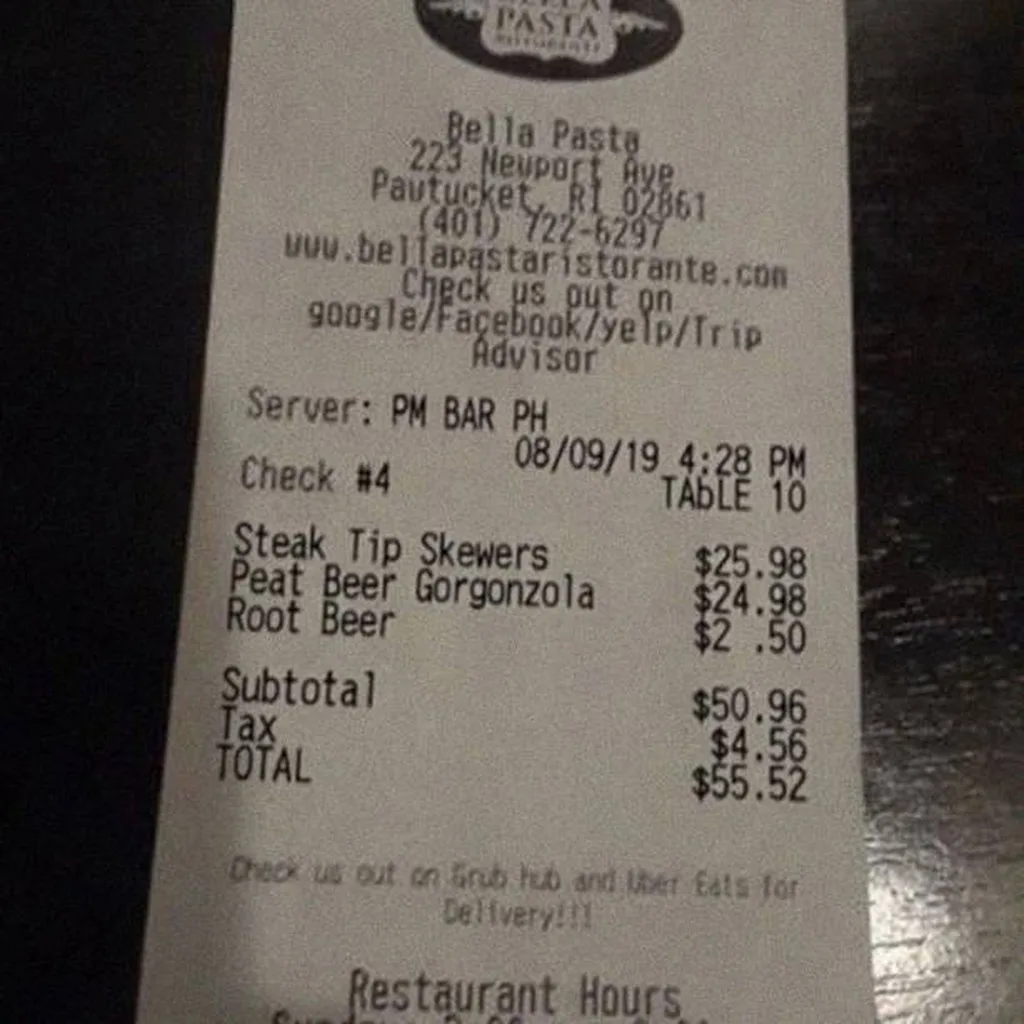 PASTA
Bella Pasta
223 Newport Ave
Pawtucket, RI 02861
(401) 722-6297
www.bellapastaristorante.com
Check us out on
google/Facebook/yelp/Trip
Advisor
Server: PM BAR PH
08/09/19 4:28 PM
Check #4 TAbLE 10
Steak Tip Skewers $25.98
Peat Beer Gorgonzola $24.98
Root Beer $2 .50
Subtotal $50.96
Tax $4.56
TOTAL $55.52
Check us out on Grub hub and Uber Eats for
Delivery!!!
Restaurant Hours